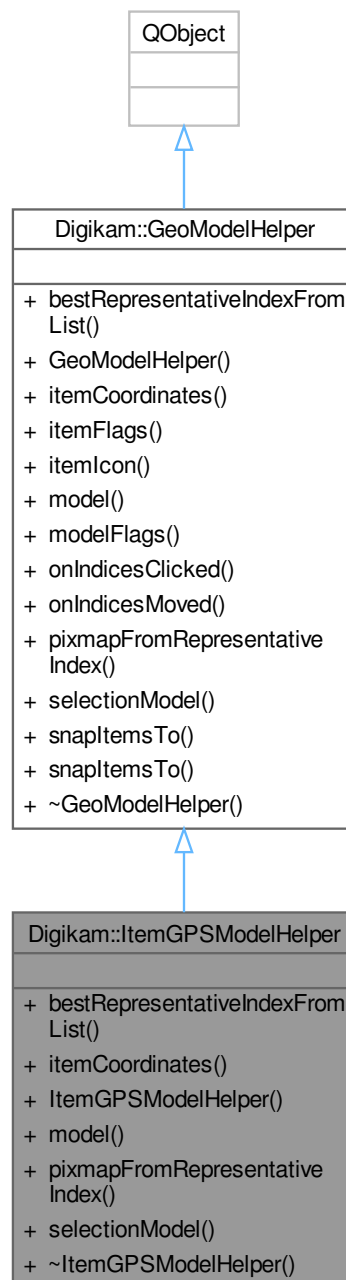 QObject
Digikam::GeoModelHelper
+ bestRepresentativeIndexFrom
List()
+ GeoModelHelper()
+ itemCoordinates()
+ itemFlags()
+ itemIcon()
+ model()
+ modelFlags()
+ onIndicesClicked()
+ onIndicesMoved()
+ pixmapFromRepresentative
Index()
+ selectionModel()
+ snapItemsTo()
+ snapItemsTo()
+ ~GeoModelHelper()
Digikam::ItemGPSModelHelper
+ bestRepresentativeIndexFrom
List()
+ itemCoordinates()
+ ItemGPSModelHelper()
+ model()
+ pixmapFromRepresentative
Index()
+ selectionModel()
+ ~ItemGPSModelHelper()